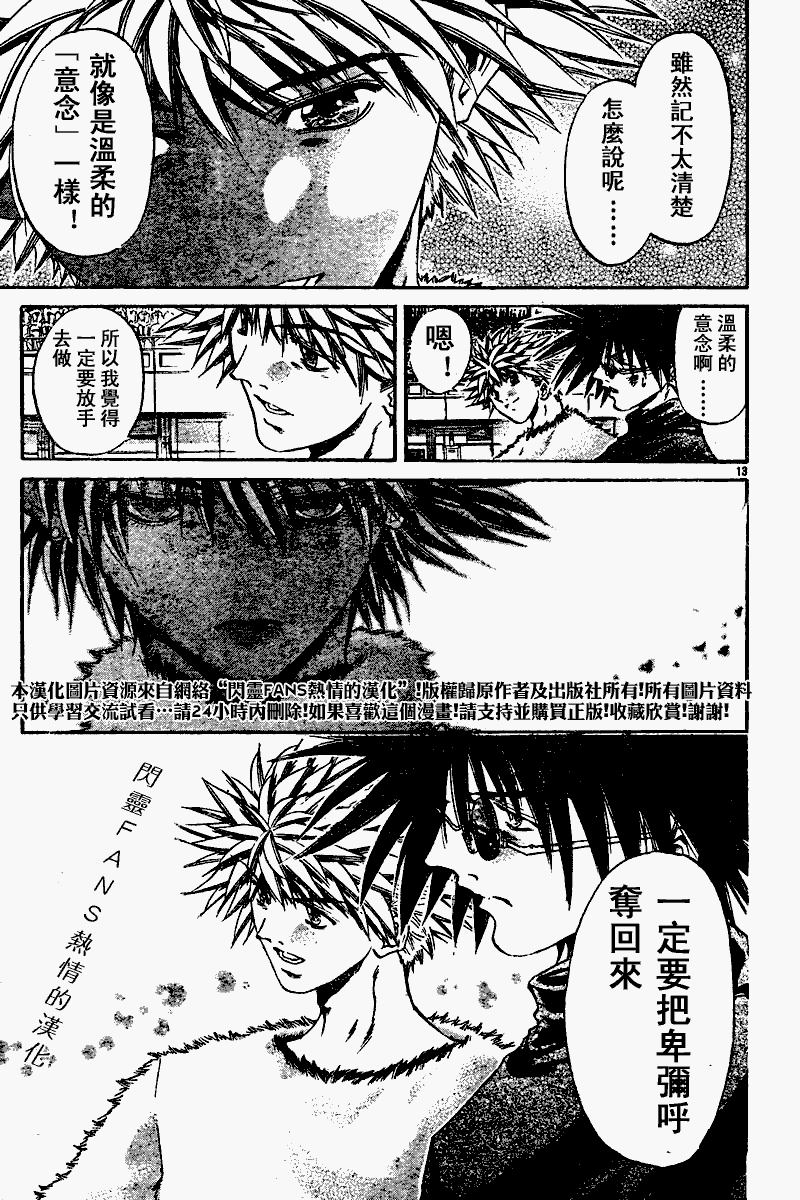 雖然記不太清楚
怎麼說呢……
就像是溫柔的
「意念」一樣！
溫柔的
意念啊……
嗯！
所以我覺得
一定要放手
去做
13
本漢化圖片資源來自網絡“閃靈FANS熱情的漢化”!版權歸原作者及出版社所有!所有圖片資料
只供學習交流試看…請24小時內刪除!如果喜歡這個漫畫!請支持並購買正版!收藏欣賞!謝謝!
一定要把卑彌呼
奪回來
閃靈FANS熱情的漢化